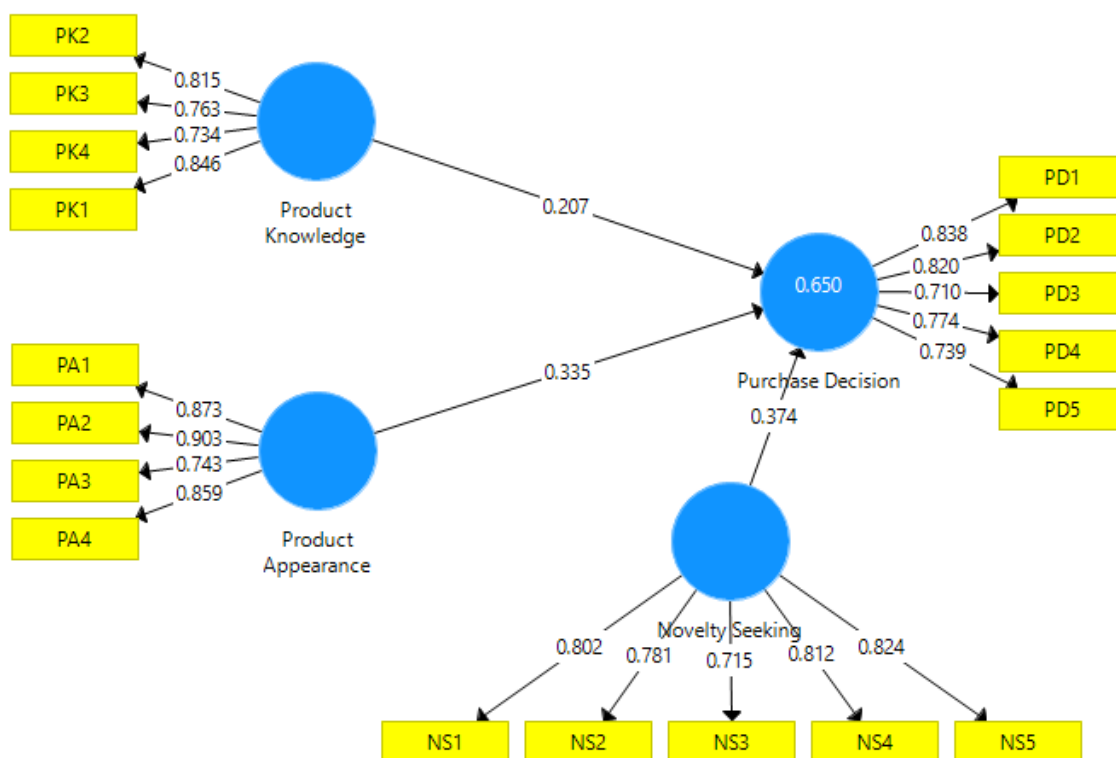 PK2
PK3
PK4
PK1
0.815
0.763
0.734
0.846
Product
Knowledge
0.207
PA1
PA2
PA3
PA4
0.873
0.903
0.743
0.859
Product
Appearance
0.335
0.650
Purchase Decision
0.838
0.820
0.710
0.774
0.739
PD1
PD2
PD3
PD4
PD5
0.374
Novelty Seeking
0.802
0.781
0.715
0.812
0.824
NS1
NS2
NS3
NS4
NS5